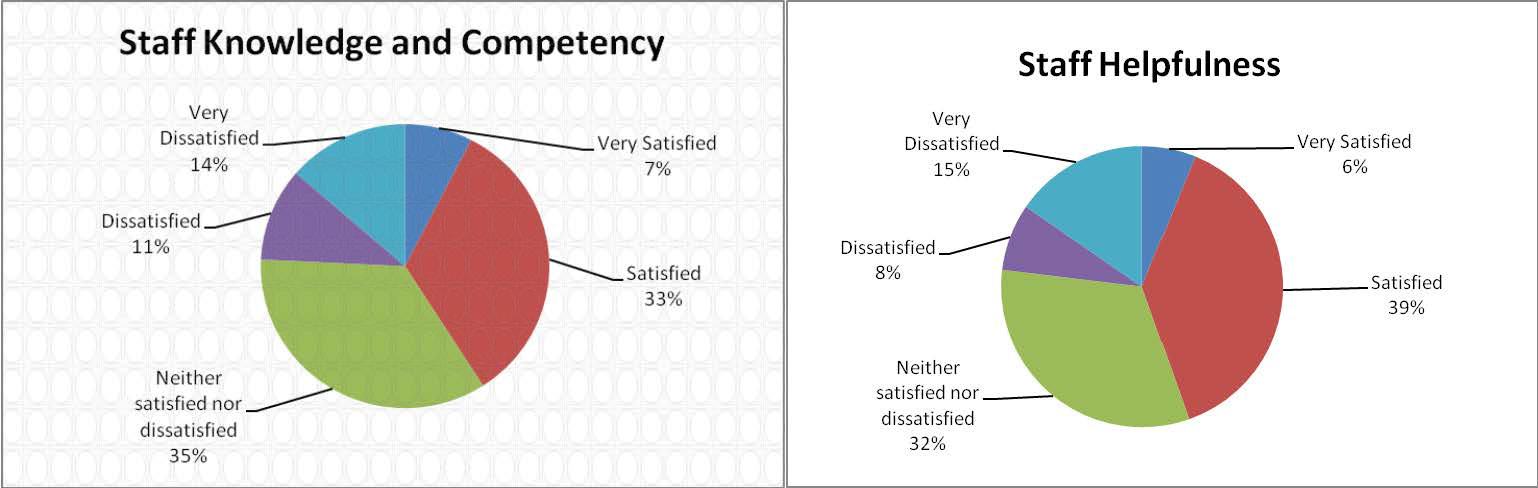 Staff Knowledge and Competency
Very
Dissatisfied
14%
Very Satisfied
7%
Dissatisfied
11%
Satisfied
33%
Neither
satisfied nor
dissatisfied
35%
Staff Helpfulness
Very
Dissatisfied
15%
Very Satisfied
6%
Dissatisfied
8%
Satisfied
39%
Neither
satisfied nor
dissatisfied
32%